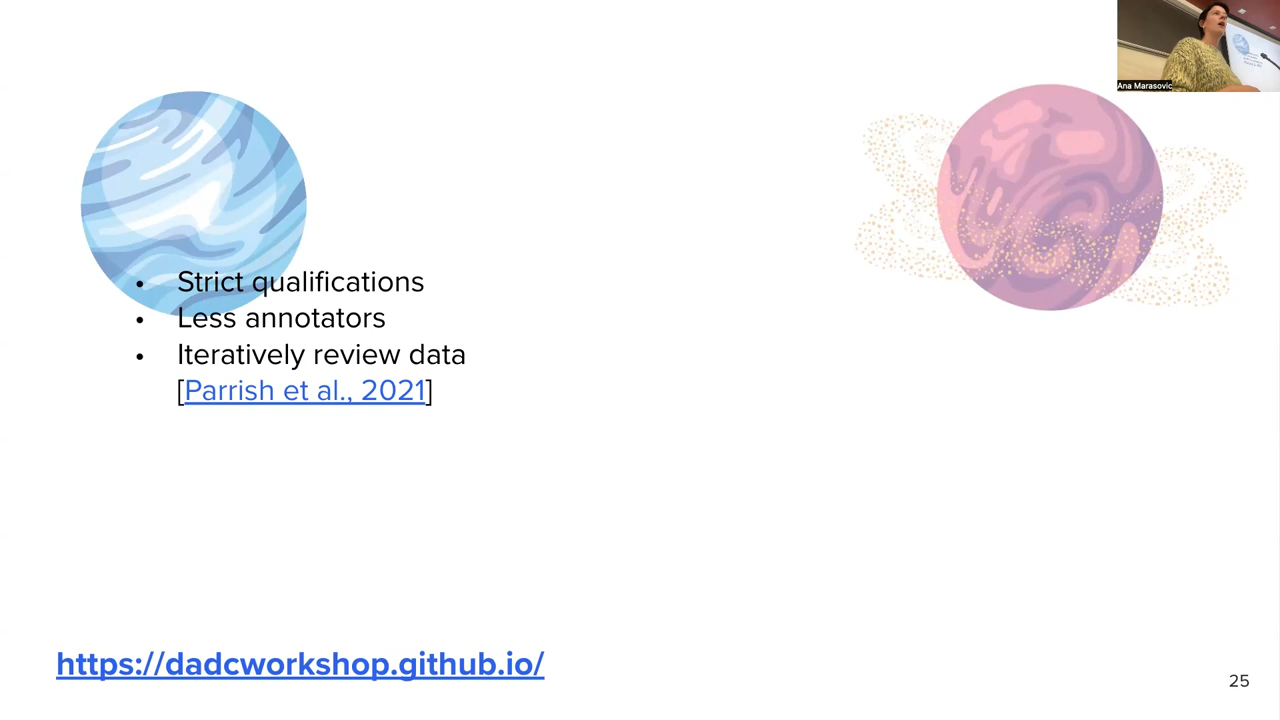 Ana Marasovic
• Strict qualifications
• Less annotators
• Iteratively review data
[Parrish et al., 2021]
https://dadcworkshop.github.io/
25